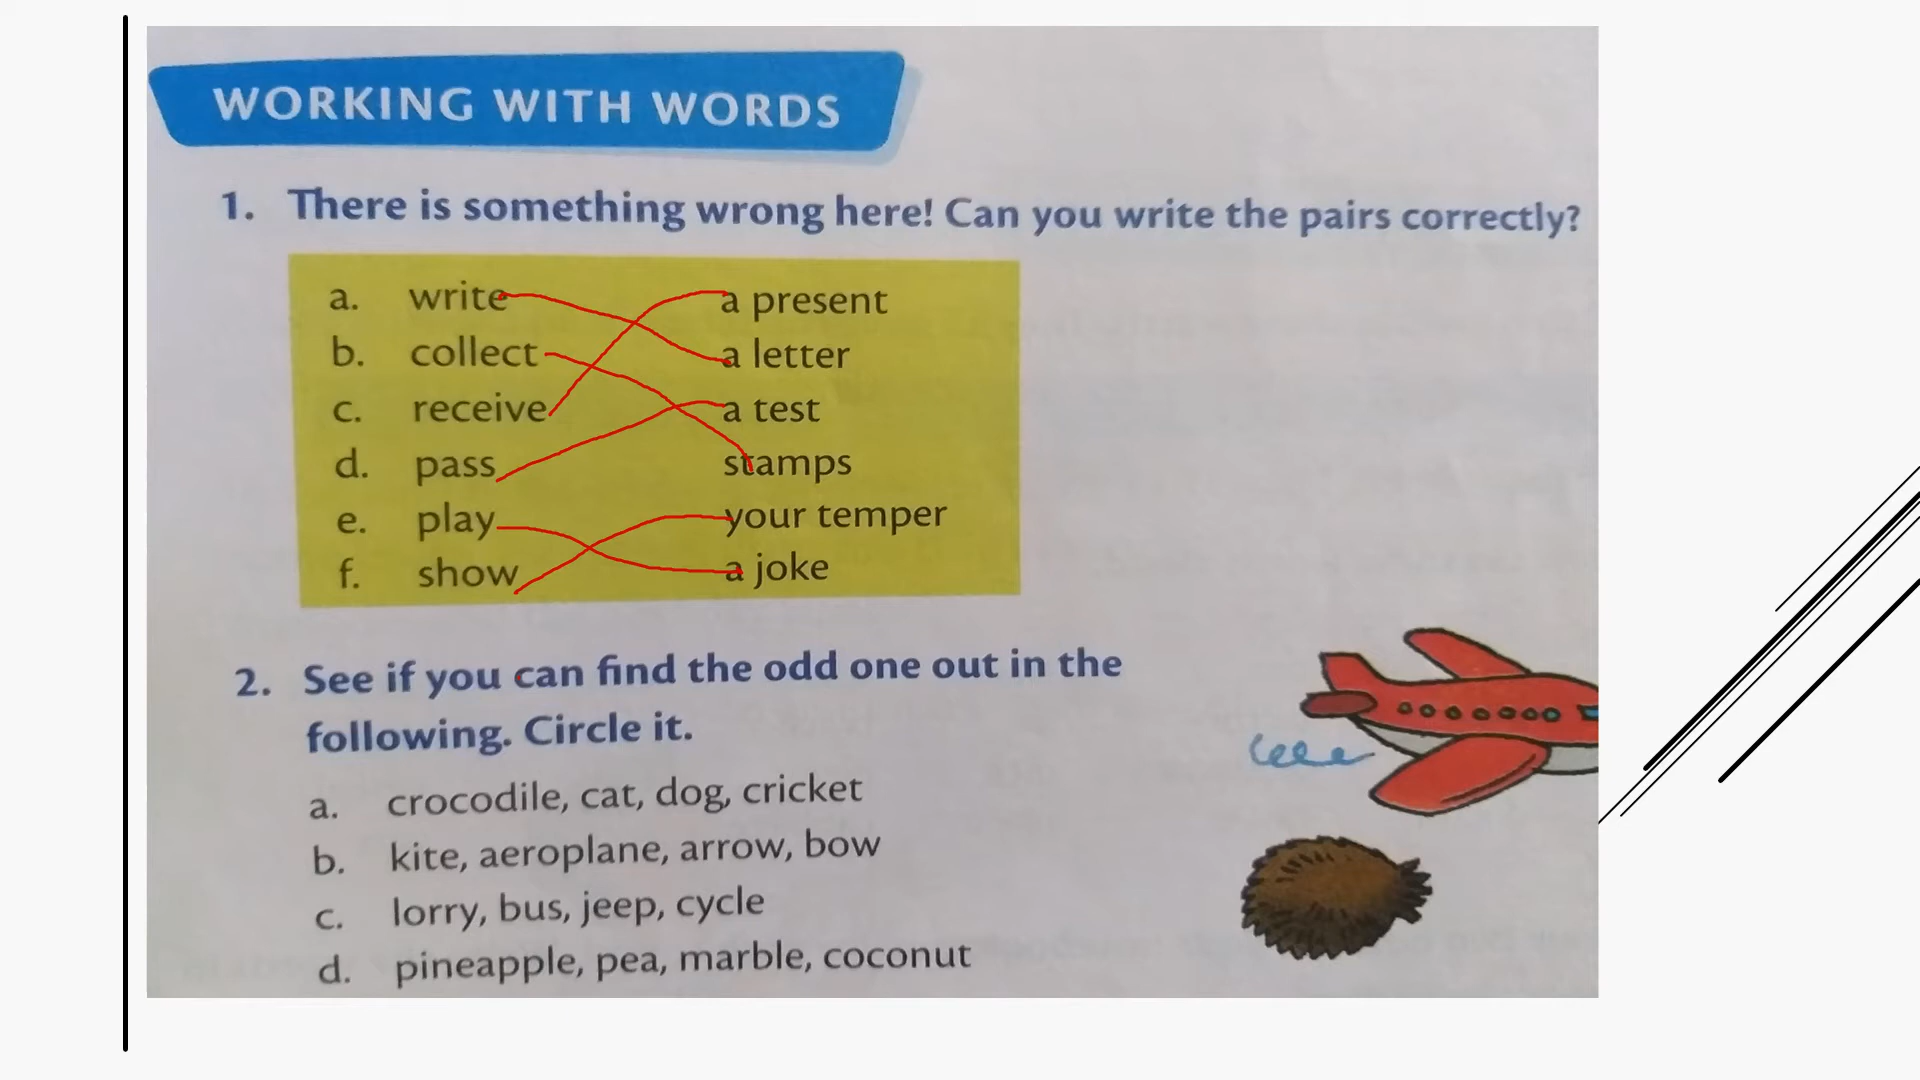 WORKING WITH WORDS
1. There is something wrong here! Can you write the pairs correctly?
a. write a present
b. collect a letter
c. receive a test
d. pass stamps
e. play your temper
f. show a joke
2. See if you can find the odd one out in the
following. Circle it.
a. crocodile, cat, dog, cricket
b. kite, aeroplane, arrow, bow
c. lorry, bus, jeep, cycle
d. pineapple, pea, marble, coconut